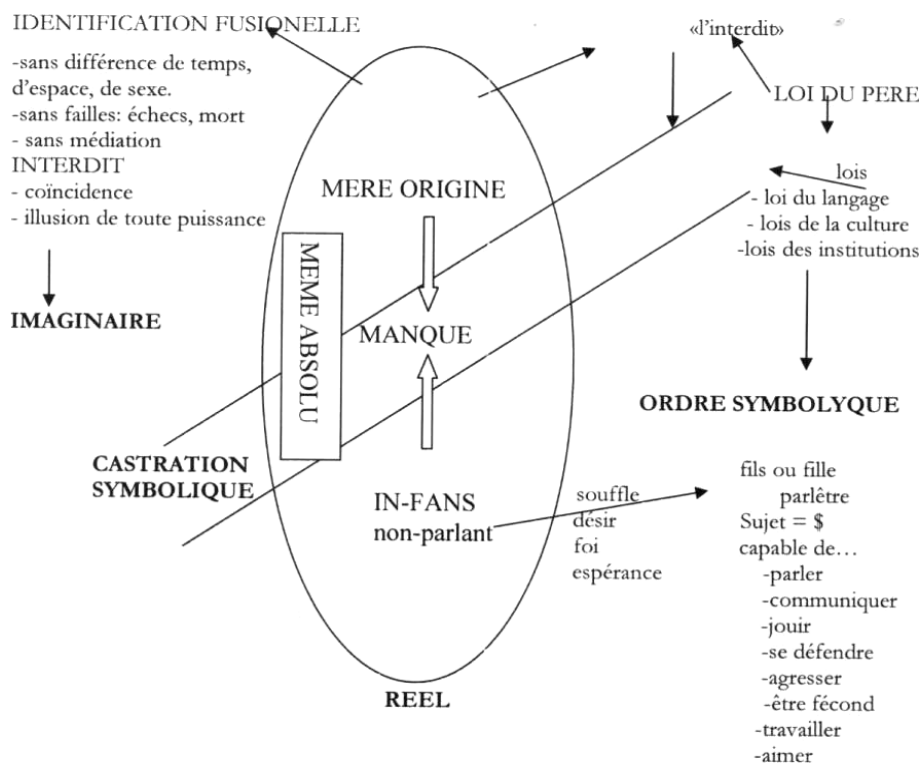 IDENTIFICATION FUSIONELLE
-sans différence de temps,
d'espace, de sexe.
-sans failles: échecs, mort
- sans médiation
INTERDIT
- coïncidence
- illusion de toute puissance
IMAGINAIRE
«l'interdit»
LOI DU PERE
lois
- loi du langage
- lois de la culture
-lois des institutions
MERE ORIGINE
MEME ABSOLU
MANQUE
ORDRE SYMBOLYQUE
CASTRATION
SYMBOLIQUE
IN-FANS
non-parlant
souffle
désir
foi
espérance
fils ou fille
parlêtre
Sujet = $
capable de…
-parler
-communiquer
-jouir
-se défendre
-agresser
-être fécond
-travailler
-aimer
REEL